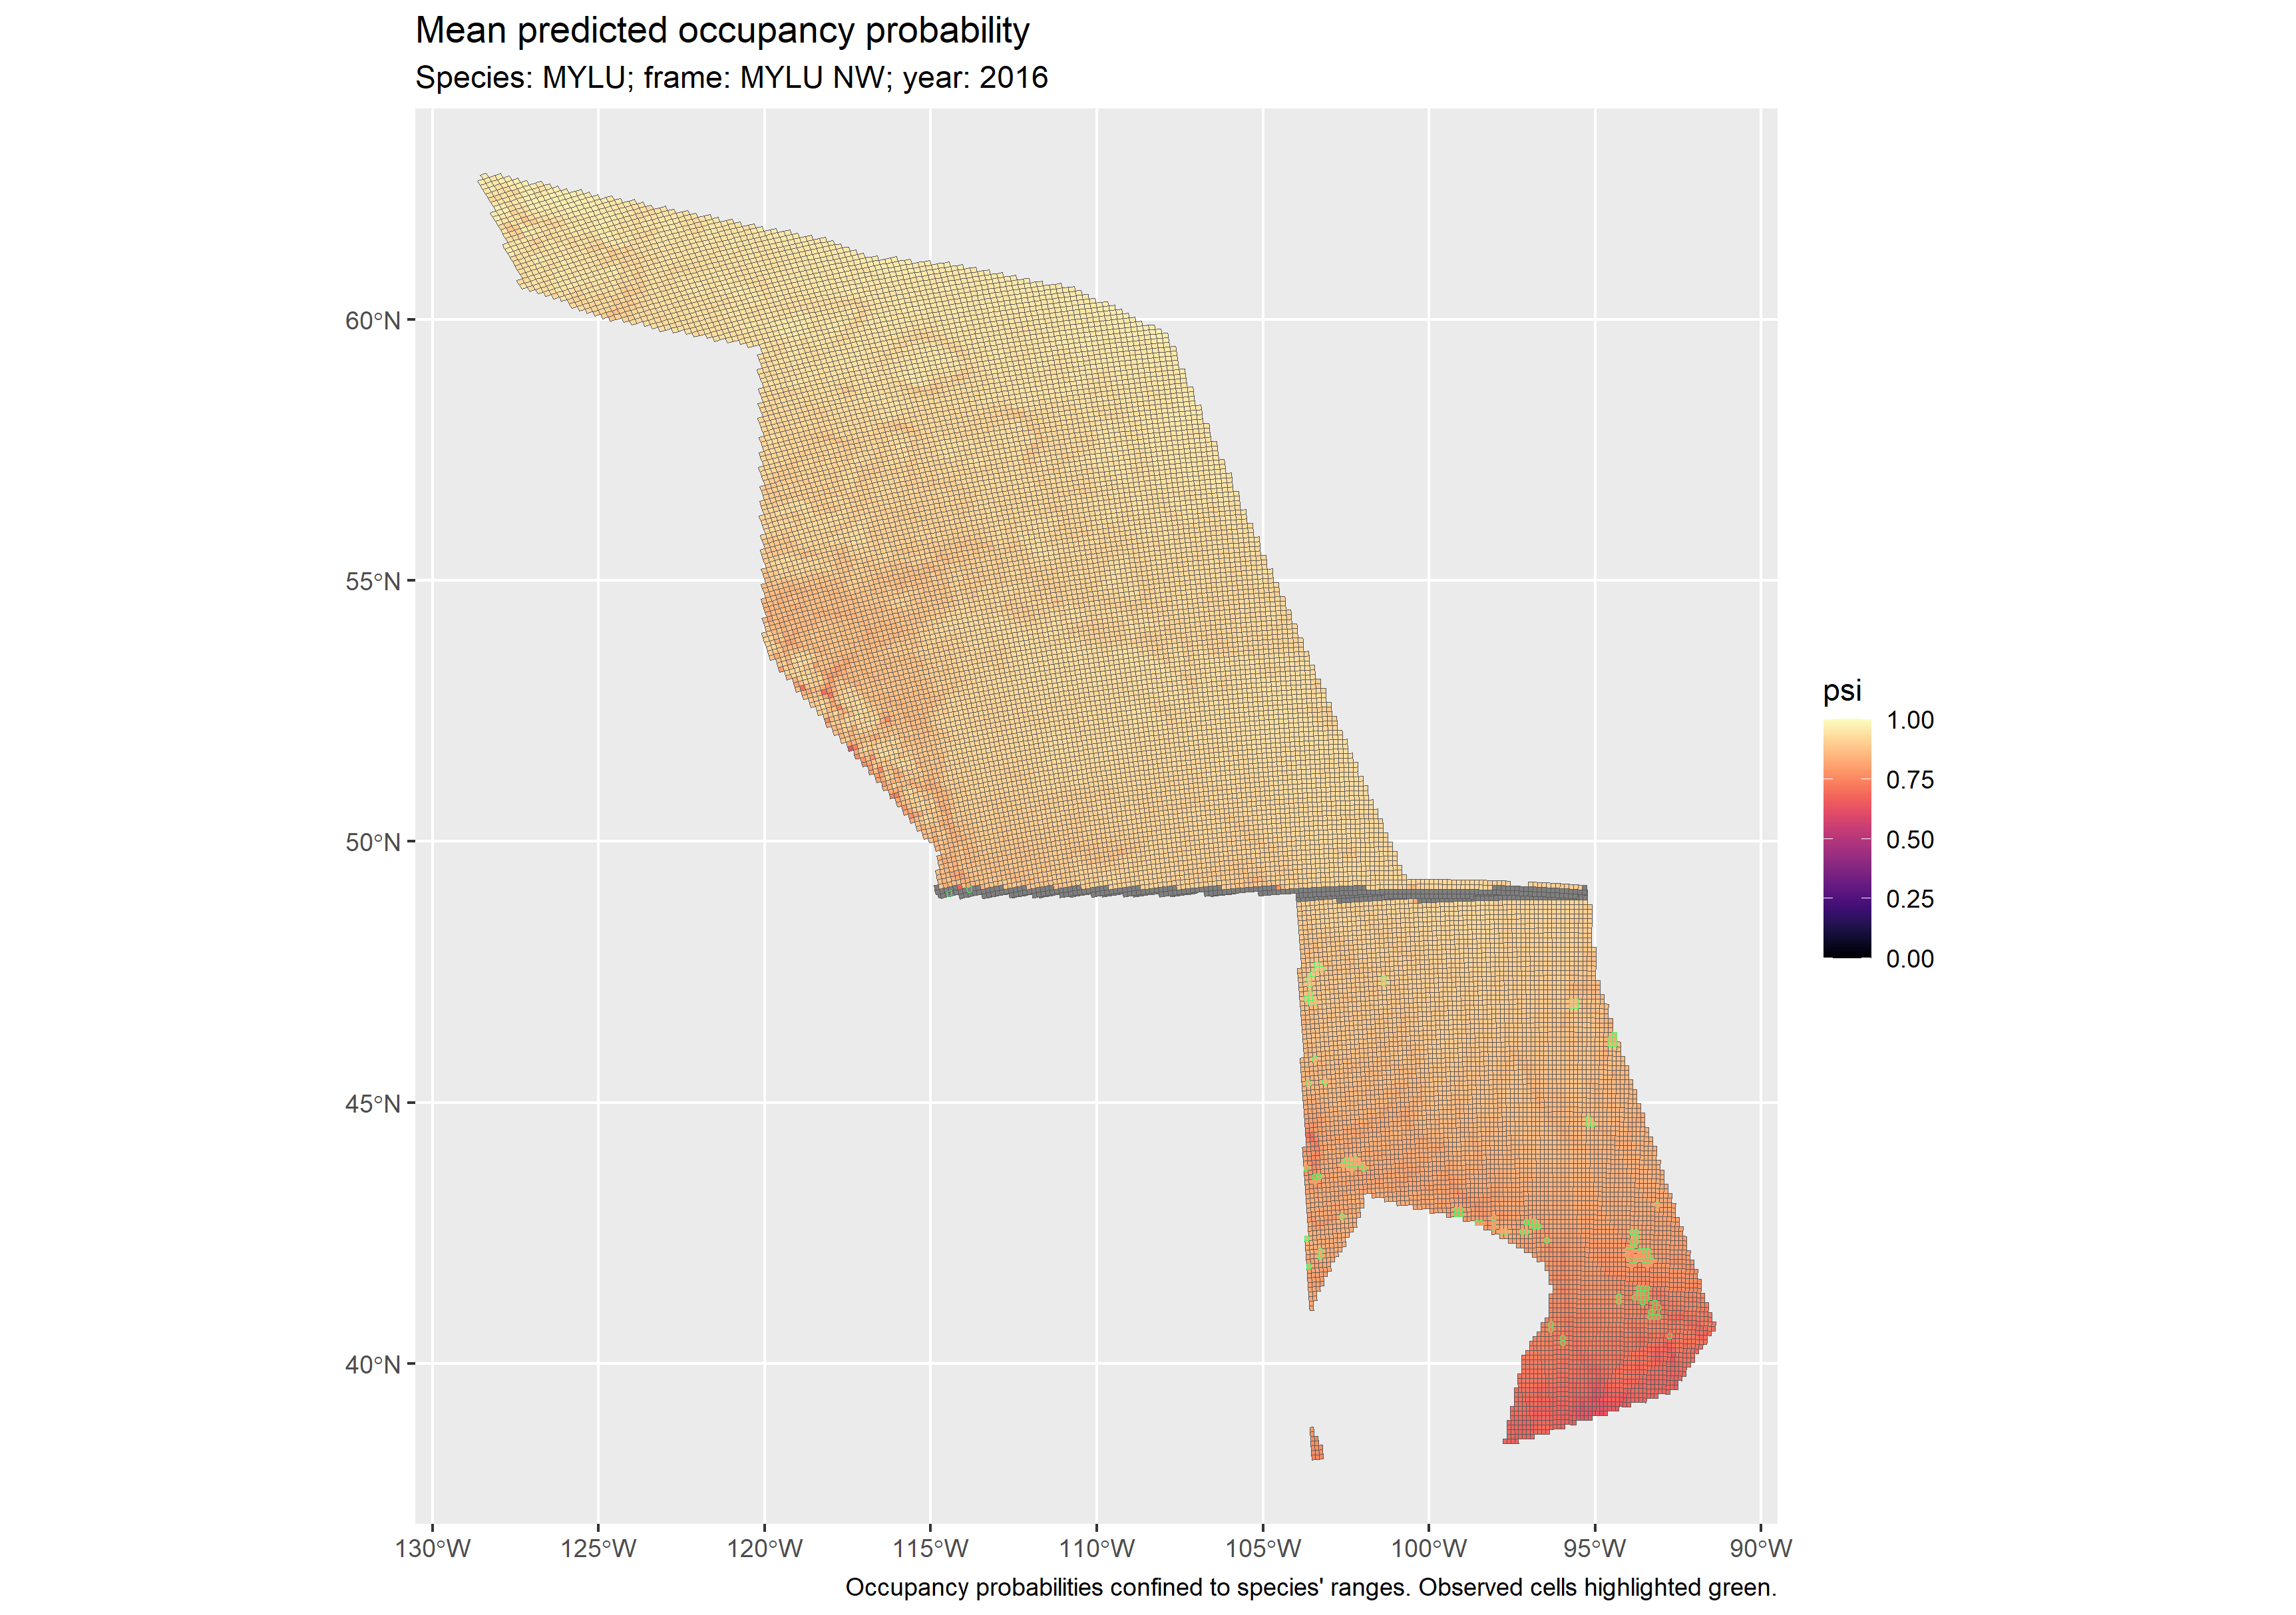 Mean predicted occupancy probability
Species: MYLU; frame: MYLU NW; year: 2016
60°N
55°N
50°N
45°N
40°N
130°W
125°W
120°W
115°W
110°W
105°W
100°W
95°W
90°W
psi
1.00
0.75
0.50
0.25
0.00
Occupancy probabilities confined to species' ranges. Observed cells highlighted green.